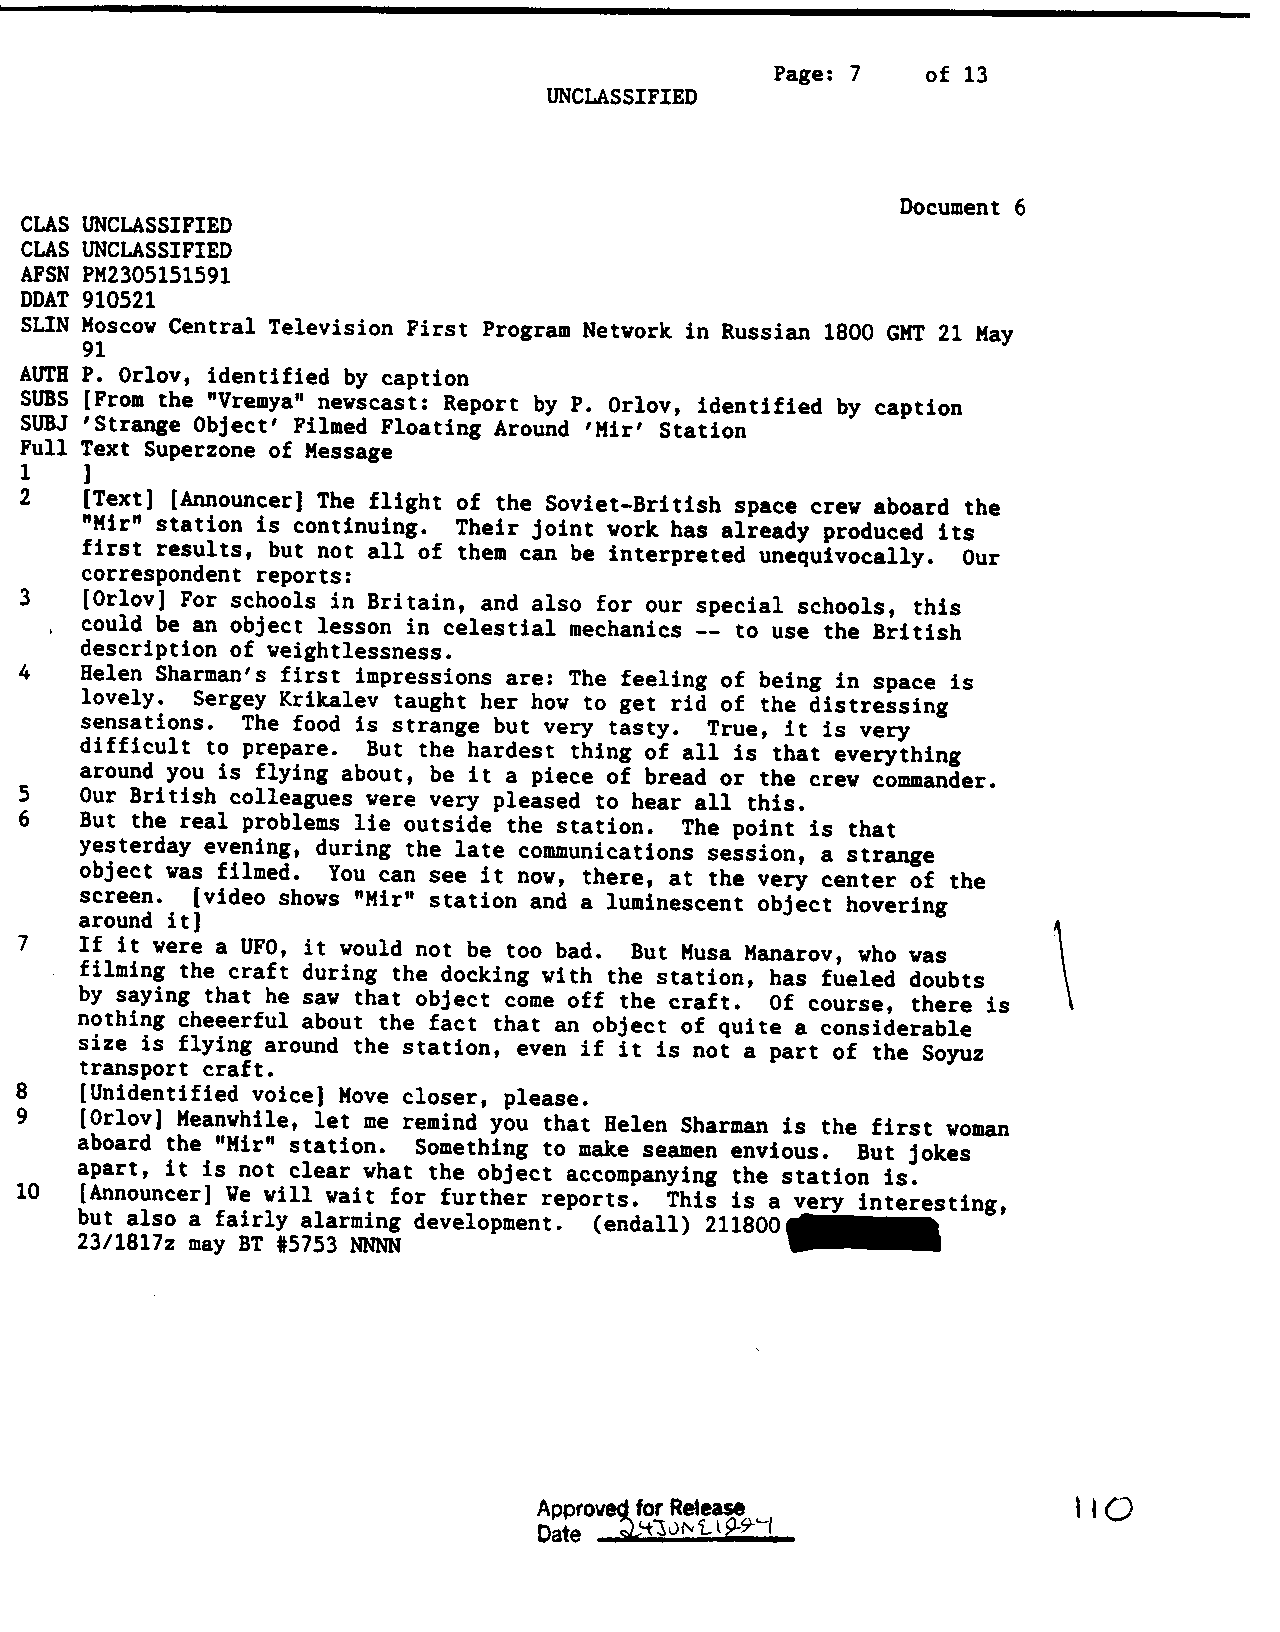 Page: 7 of 13
UNCLASSIFIED
Document 6
CLAS UNCLASSIFIED
CLAS UNCLASSIFIED
AFSN PM2305151591
DDAT 910521
SLIN Moscow Central Television First Program Network in Russian 1800 GMT 21 May
91
AUTH P. Orlov, identified by caption
SUBS [From the "Vremya" newscast: Report by P. Orlov, identified by caption
SUBJ 'Strange Object' Filmed Floating Around 'Mir' Station
Full Text Superzone of Message
1 ]
2 [Text] [Announcer] The flight of the Soviet-British space crew aboard the
"Mir" station is continuing. Their joint work has already produced its
first results, but not all of them can be interpreted unequivocally. Our
correspondent reports:
3 [Orlov] For schools in Britain, and also for our special schools, this
could be an object lesson in celestial mechanics -- to use the British
description of weightlessness.
4 Helen Sharman's first impressions are: The feeling of being in space is
lovely. Sergey Krikalev taught her how to get rid of the distressing
sensations. The food is strange but very tasty. True, it is very
difficult to prepare. But the hardest thing of all is that everything
around you is flying about, be it a piece of bread or the crew commander.
5 Our British colleagues were very pleased to hear all this.
6 But the real problems lie outside the station. The point is that
yesterday evening, during the late communications session, a strange
object was filmed. You can see it now, there, at the very center of the
screen. [video shows "Mir" station and a luminescent object hovering
around it]
7 If it were a UFO, it would not be too bad. But Musa Manarov, who was
filming the craft during the docking with the station, has fueled doubts
by saying that he saw that object come off the craft. Of course, there is
nothing cheeerful about the fact that an object of quite a considerable
size is flying around the station, even if it is not a part of the Soyuz
transport craft.
8 [Unidentified voice] Move closer, please.
9 [Orlov] Meanwhile, let me remind you that Helen Sharman is the first woman
aboard the "Mir" station. Something to make seamen envious. But jokes
apart, it is not clear what the object accompanying the station is.
10 [Announcer] We will wait for further reports. This is a very interesting,
but also a fairly alarming development. (endall) 211800
23/1817z may BT #5753 NNNN
Approved for Release
Date 24 JUNE 1994
110